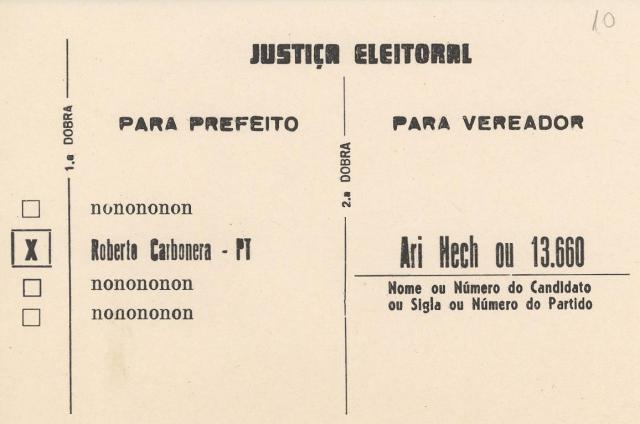 10
JUSTIÇA ELEITORAL
1.a DOBRA
PARA PREFEITO
nonononon
X Roberto Carbonera - PT
nonononon
nonononon
2.a DOBRA
PARA VEREADOR
Ari Hech ou 13.660
Nome ou Número do Candidato
ou Sigla ou Número do Partido